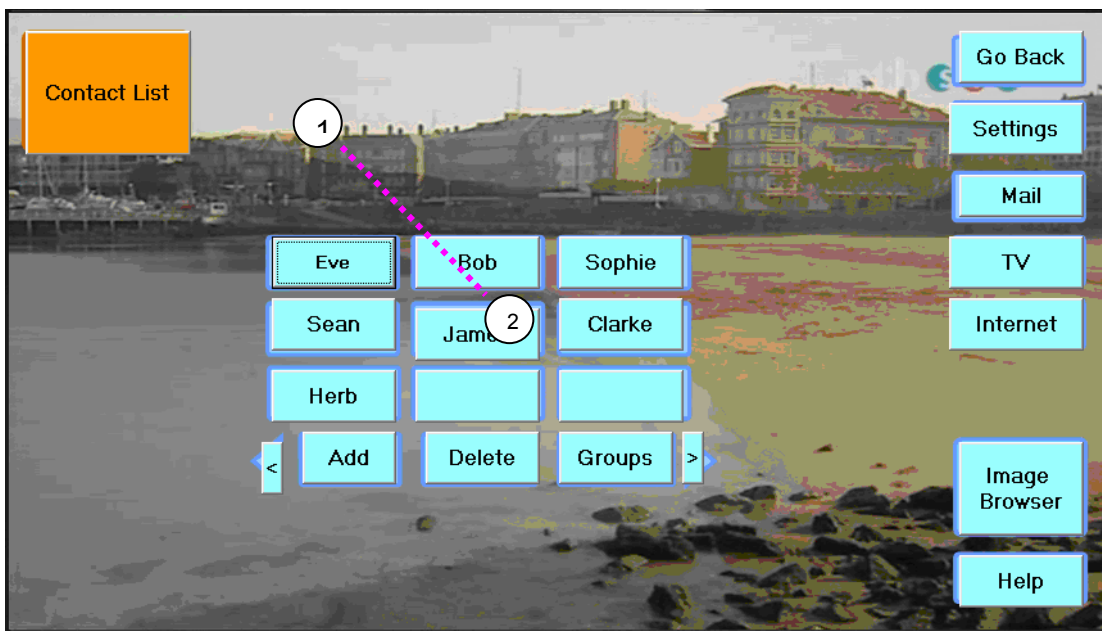 Contact List
Go Back
Settings
1
Mail
Eve
Bob
Sophie
TV
Sean
2
Clarke
Internet
Herb
<
Add
Delete
Groups
>
Image
Browser
Help